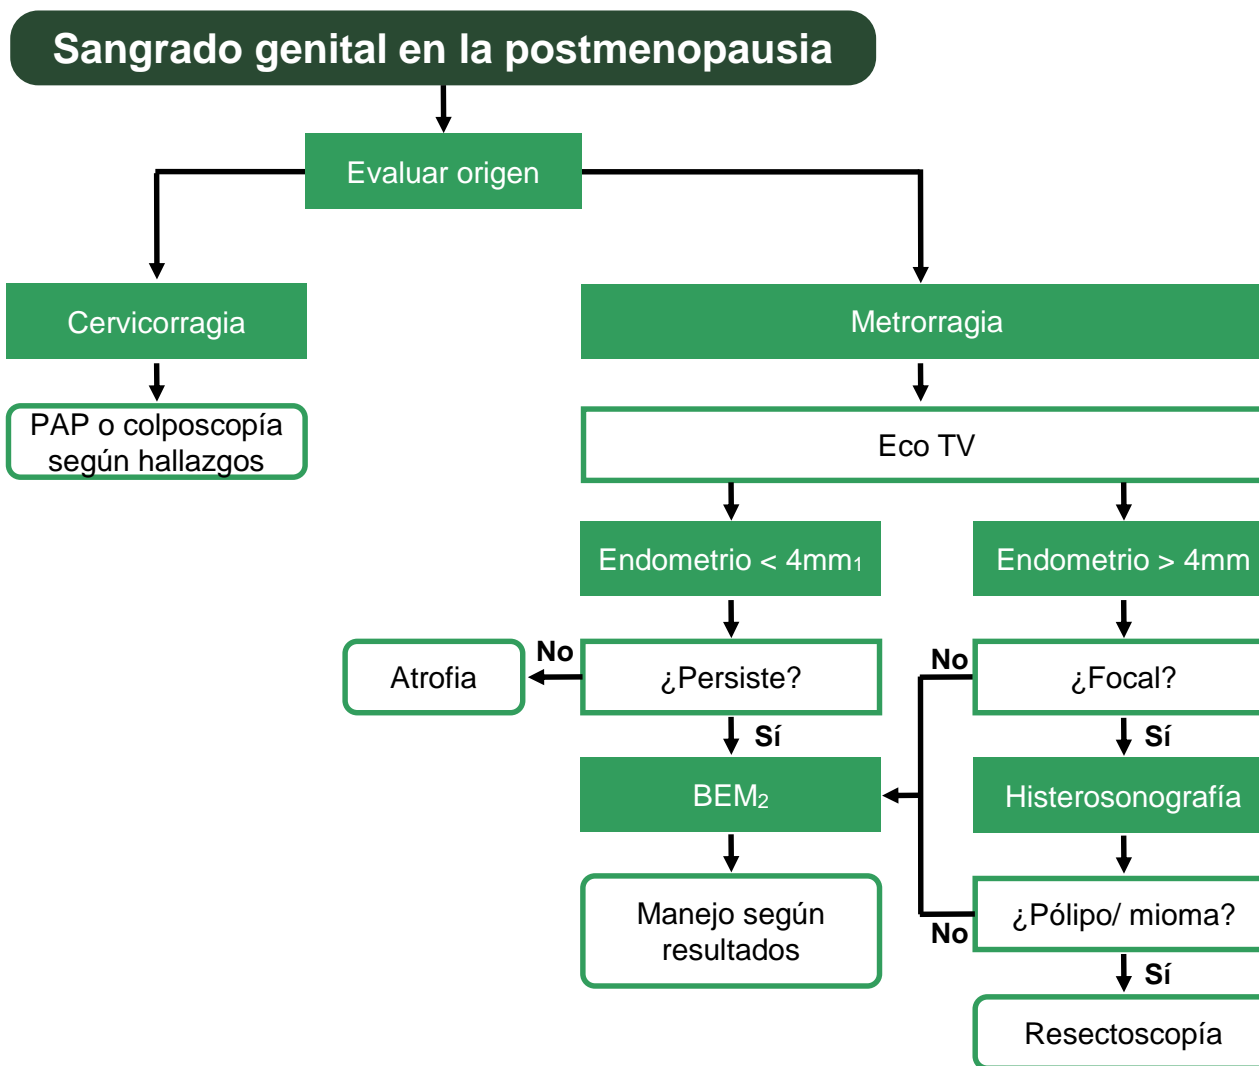 Sangrado genital en la postmenopausia
Evaluar origen
Cervicorragia
Metrorragia
PAP o colposcopía
según hallazgos
Eco TV
Endometrio < 4mm₁
Endometrio > 4mm
Atrofia
No
¿Persiste?
No
¿Focal?
Sí
Sí
BEM₂
Histerosonografía
Manejo según
resultados
No
¿Pólipo/ mioma?
Sí
Resectoscopía